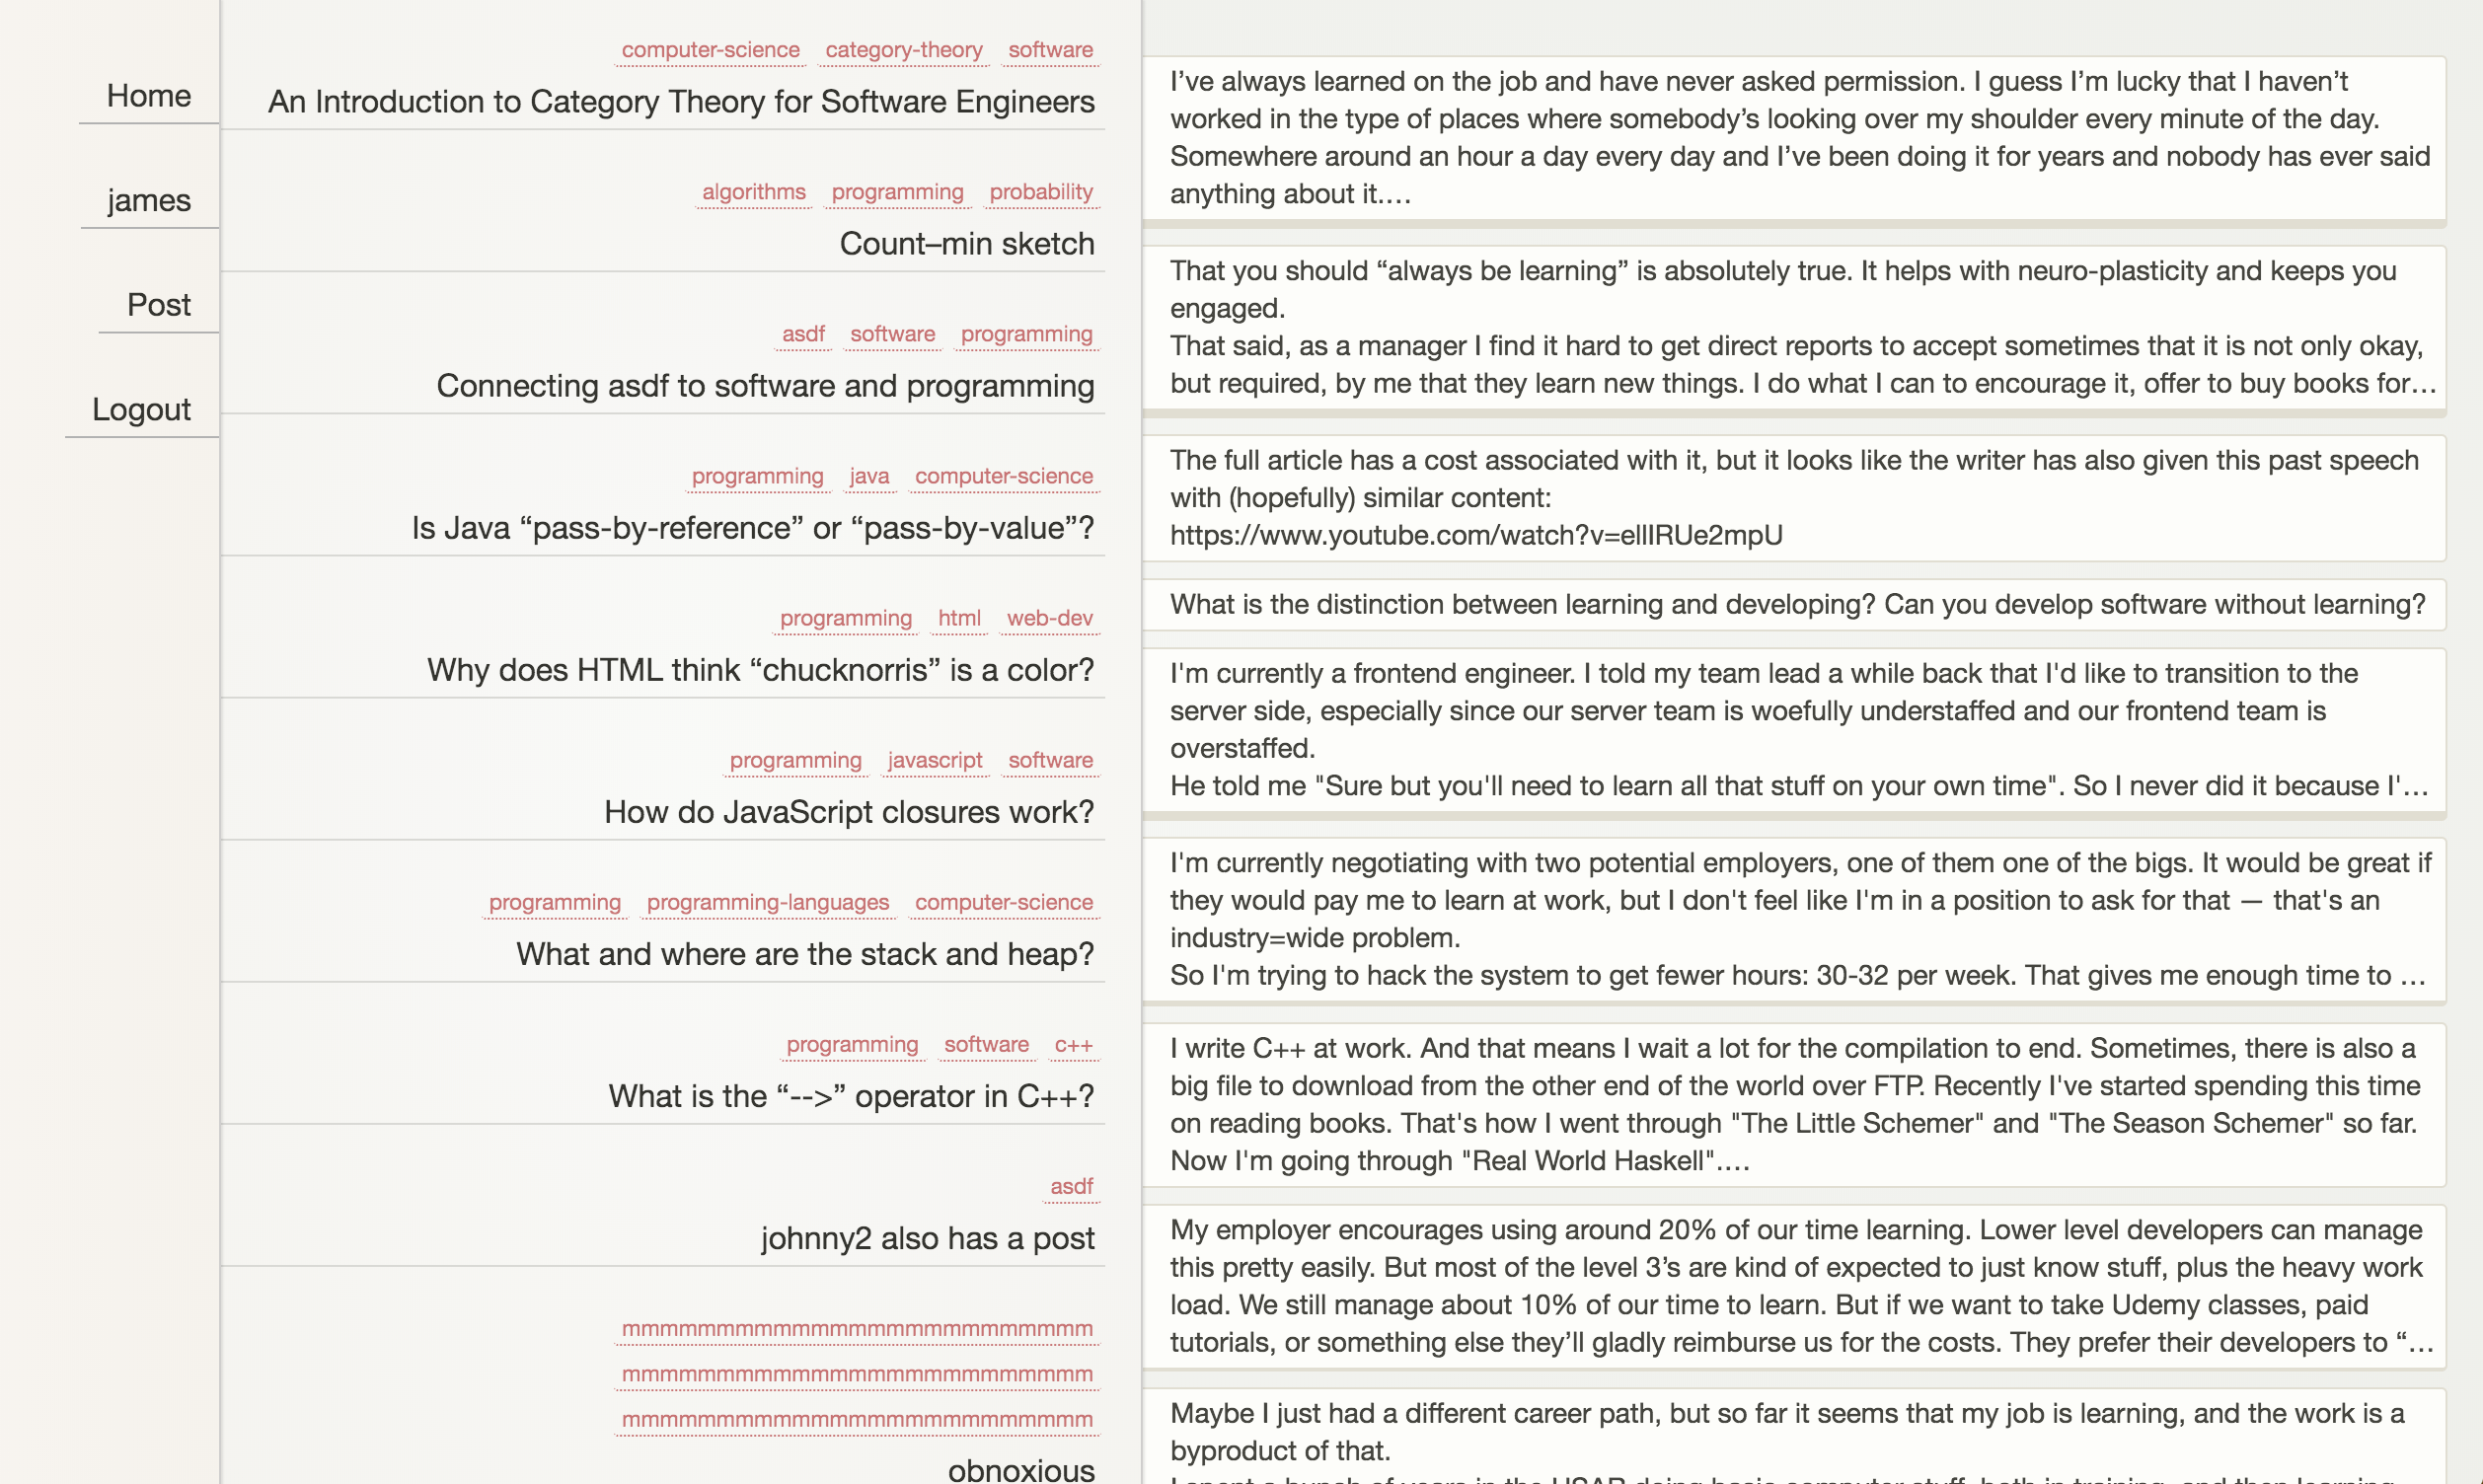 Home
james
Post
Logout
computer-science category-theory software
An Introduction to Category Theory for Software Engineers
algorithms programming probability
Count–min sketch
asdf software programming
Connecting asdf to software and programming
programming java computer-science
Is Java “pass-by-reference” or “pass-by-value”?
programming html web-dev
Why does HTML think “chucknorris” is a color?
programming javascript software
How do JavaScript closures work?
programming programming-languages computer-science
What and where are the stack and heap?
programming software c++
What is the “-->” operator in C++?
asdf
johnny2 also has a post
mmmmmmmmmmmmmmmmmmmmmmmmm
mmmmmmmmmmmmmmmmmmmmmmmmm
mmmmmmmmmmmmmmmmmmmmmmmmm
obnoxious
I’ve always learned on the job and have never asked permission. I guess I’m lucky that I haven’t
worked in the type of places where somebody’s looking over my shoulder every minute of the day.
Somewhere around an hour a day every day and I’ve been doing it for years and nobody has ever said
anything about it.…
That you should “always be learning” is absolutely true. It helps with neuro-plasticity and keeps you
engaged.
That said, as a manager I find it hard to get direct reports to accept sometimes that it is not only okay,
but required, by me that they learn new things. I do what I can to encourage it, offer to buy books for…
The full article has a cost associated with it, but it looks like the writer has also given this past speech
with (hopefully) similar content:
https://www.youtube.com/watch?v=ellIRUe2mpU
What is the distinction between learning and developing? Can you develop software without learning?
I'm currently a frontend engineer. I told my team lead a while back that I'd like to transition to the
server side, especially since our server team is woefully understaffed and our frontend team is
overstaffed.
He told me "Sure but you'll need to learn all that stuff on your own time". So I never did it because I'…
I'm currently negotiating with two potential employers, one of them one of the bigs. It would be great if
they would pay me to learn at work, but I don't feel like I'm in a position to ask for that — that's an
industry=wide problem.
So I'm trying to hack the system to get fewer hours: 30-32 per week. That gives me enough time to …
I write C++ at work. And that means I wait a lot for the compilation to end. Sometimes, there is also a
big file to download from the other end of the world over FTP. Recently I've started spending this time
on reading books. That's how I went through "The Little Schemer" and "The Season Schemer" so far.
Now I'm going through "Real World Haskell".…
My employer encourages using around 20% of our time learning. Lower level developers can manage
this pretty easily. But most of the level 3’s are kind of expected to just know stuff, plus the heavy work
load. We still manage about 10% of our time to learn. But if we want to take Udemy classes, paid
tutorials, or something else they’ll gladly reimburse us for the costs. They prefer their developers to “…
Maybe I just had a different career path, but so far it seems that my job is learning, and the work is a
byproduct of that.